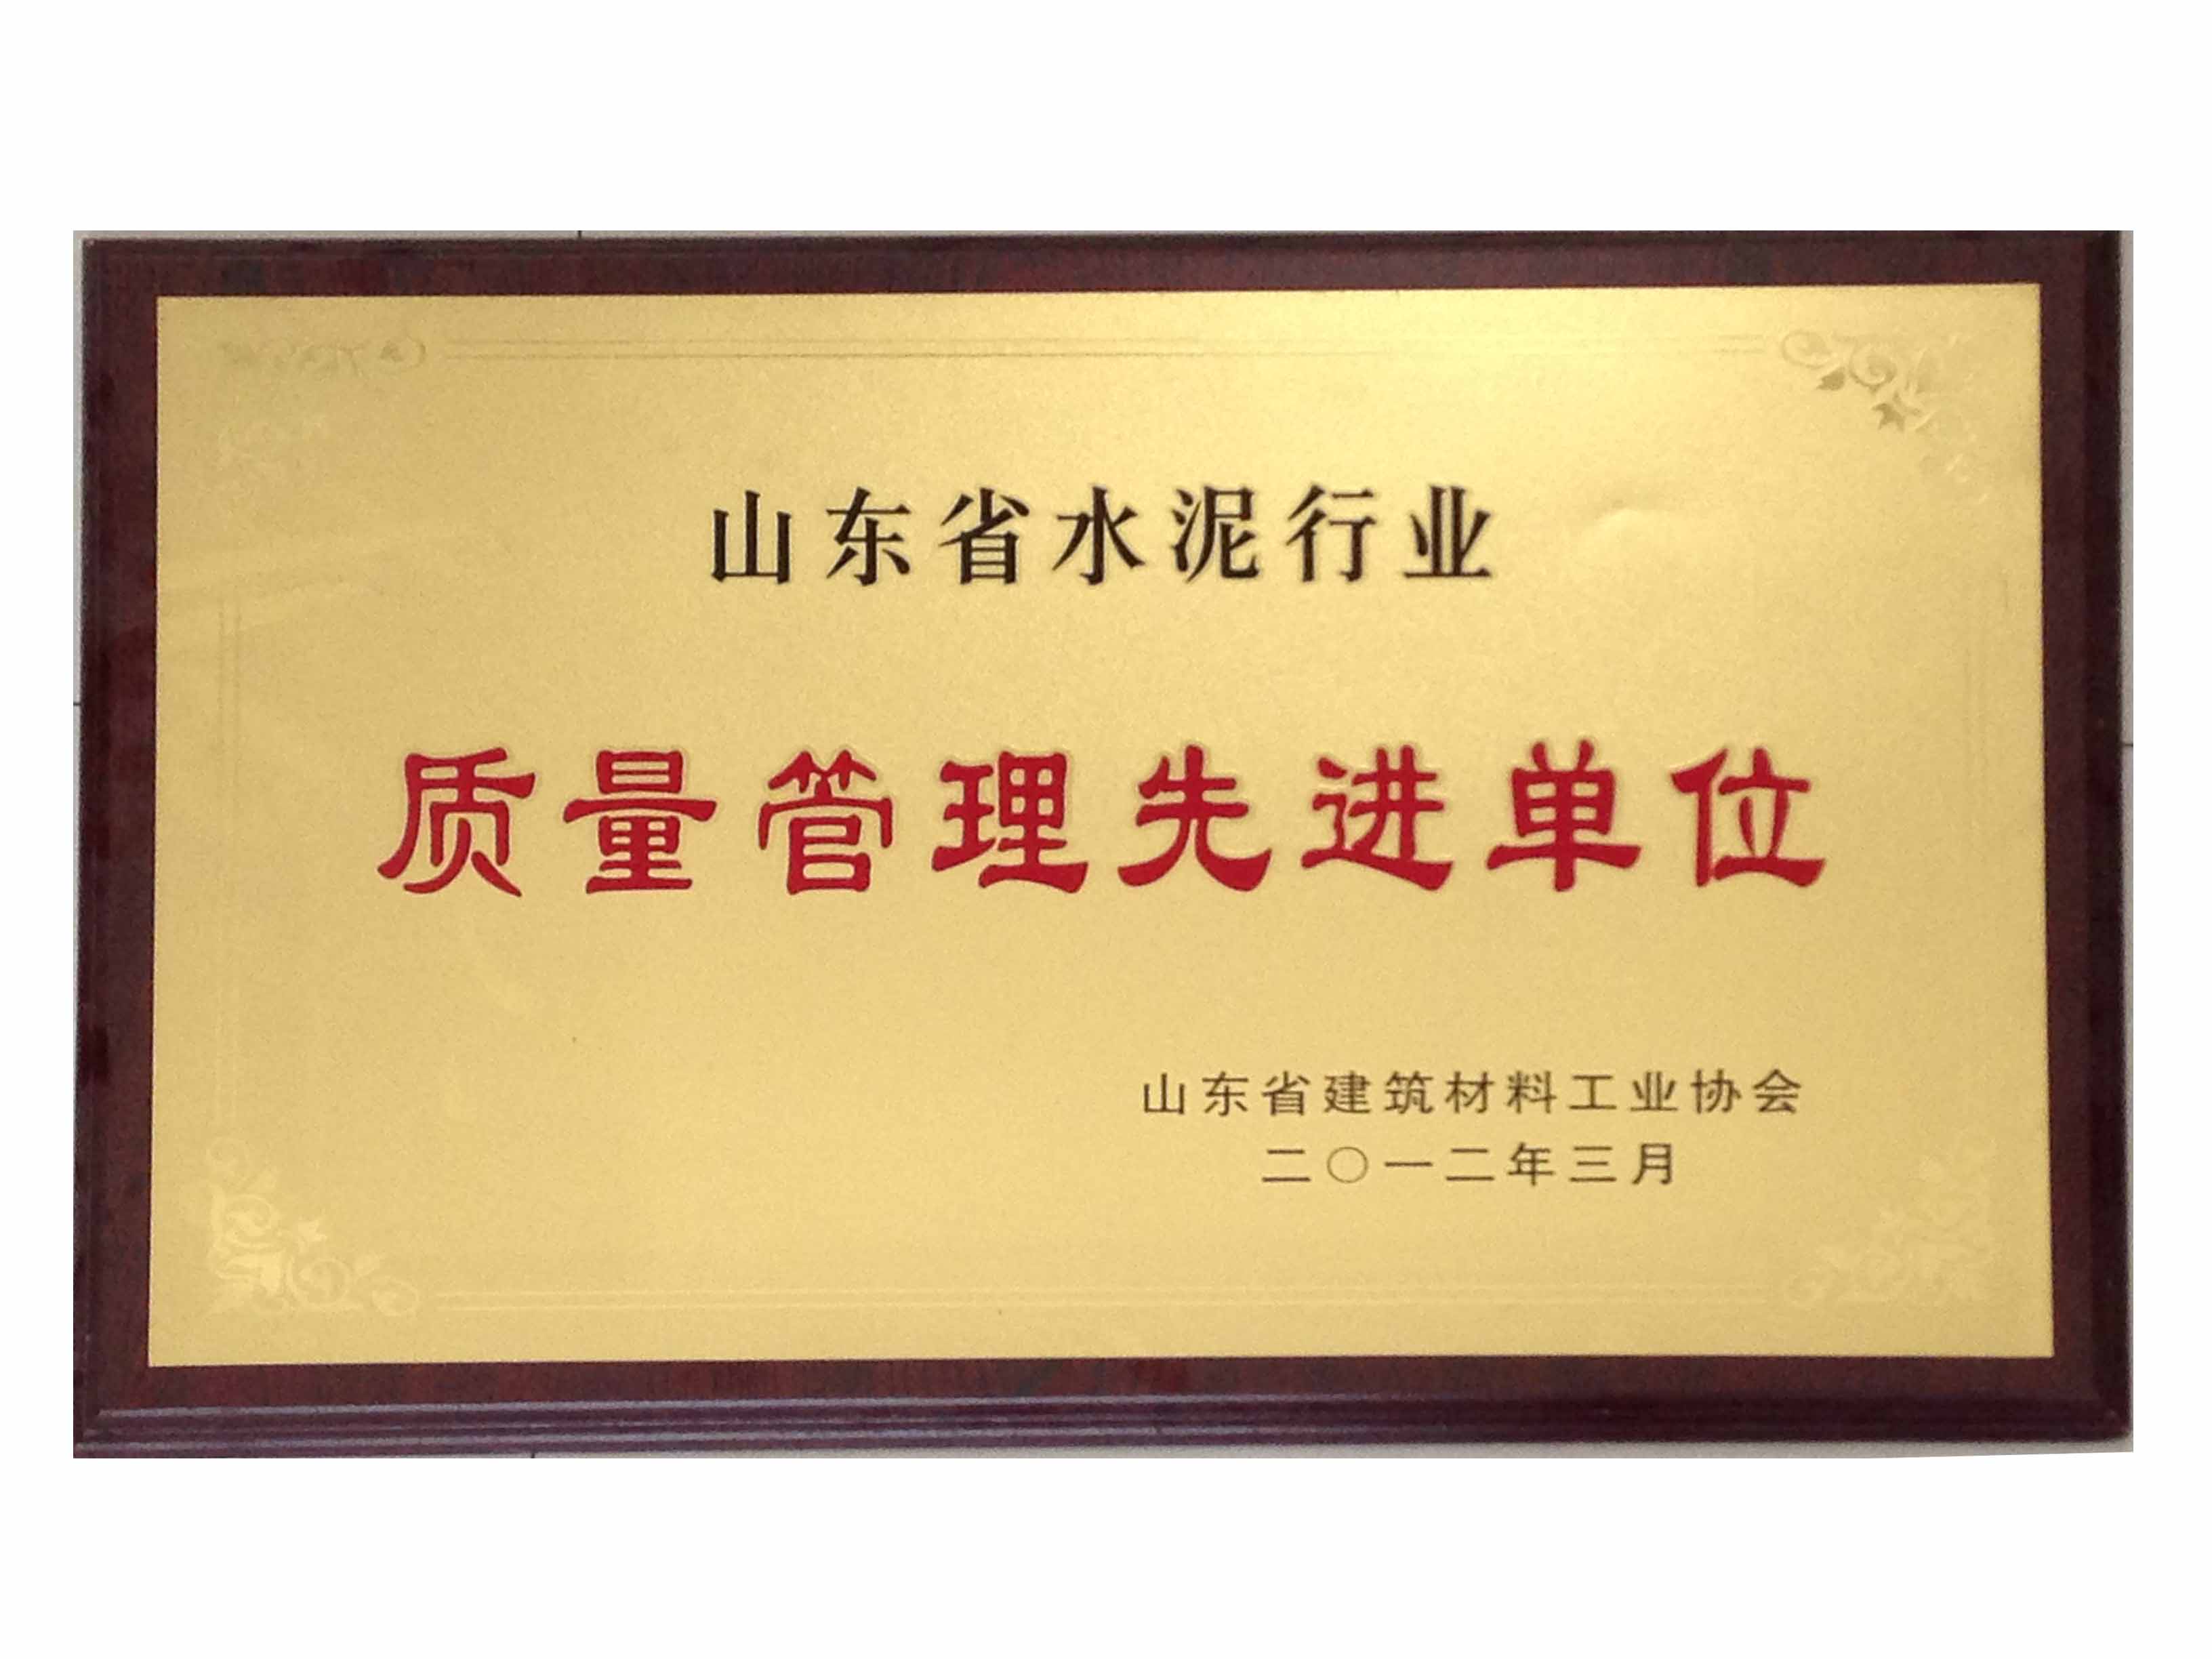 山东省水泥行业
质量管理先进单位
山东省建筑材料工业协会
二〇一二年三月